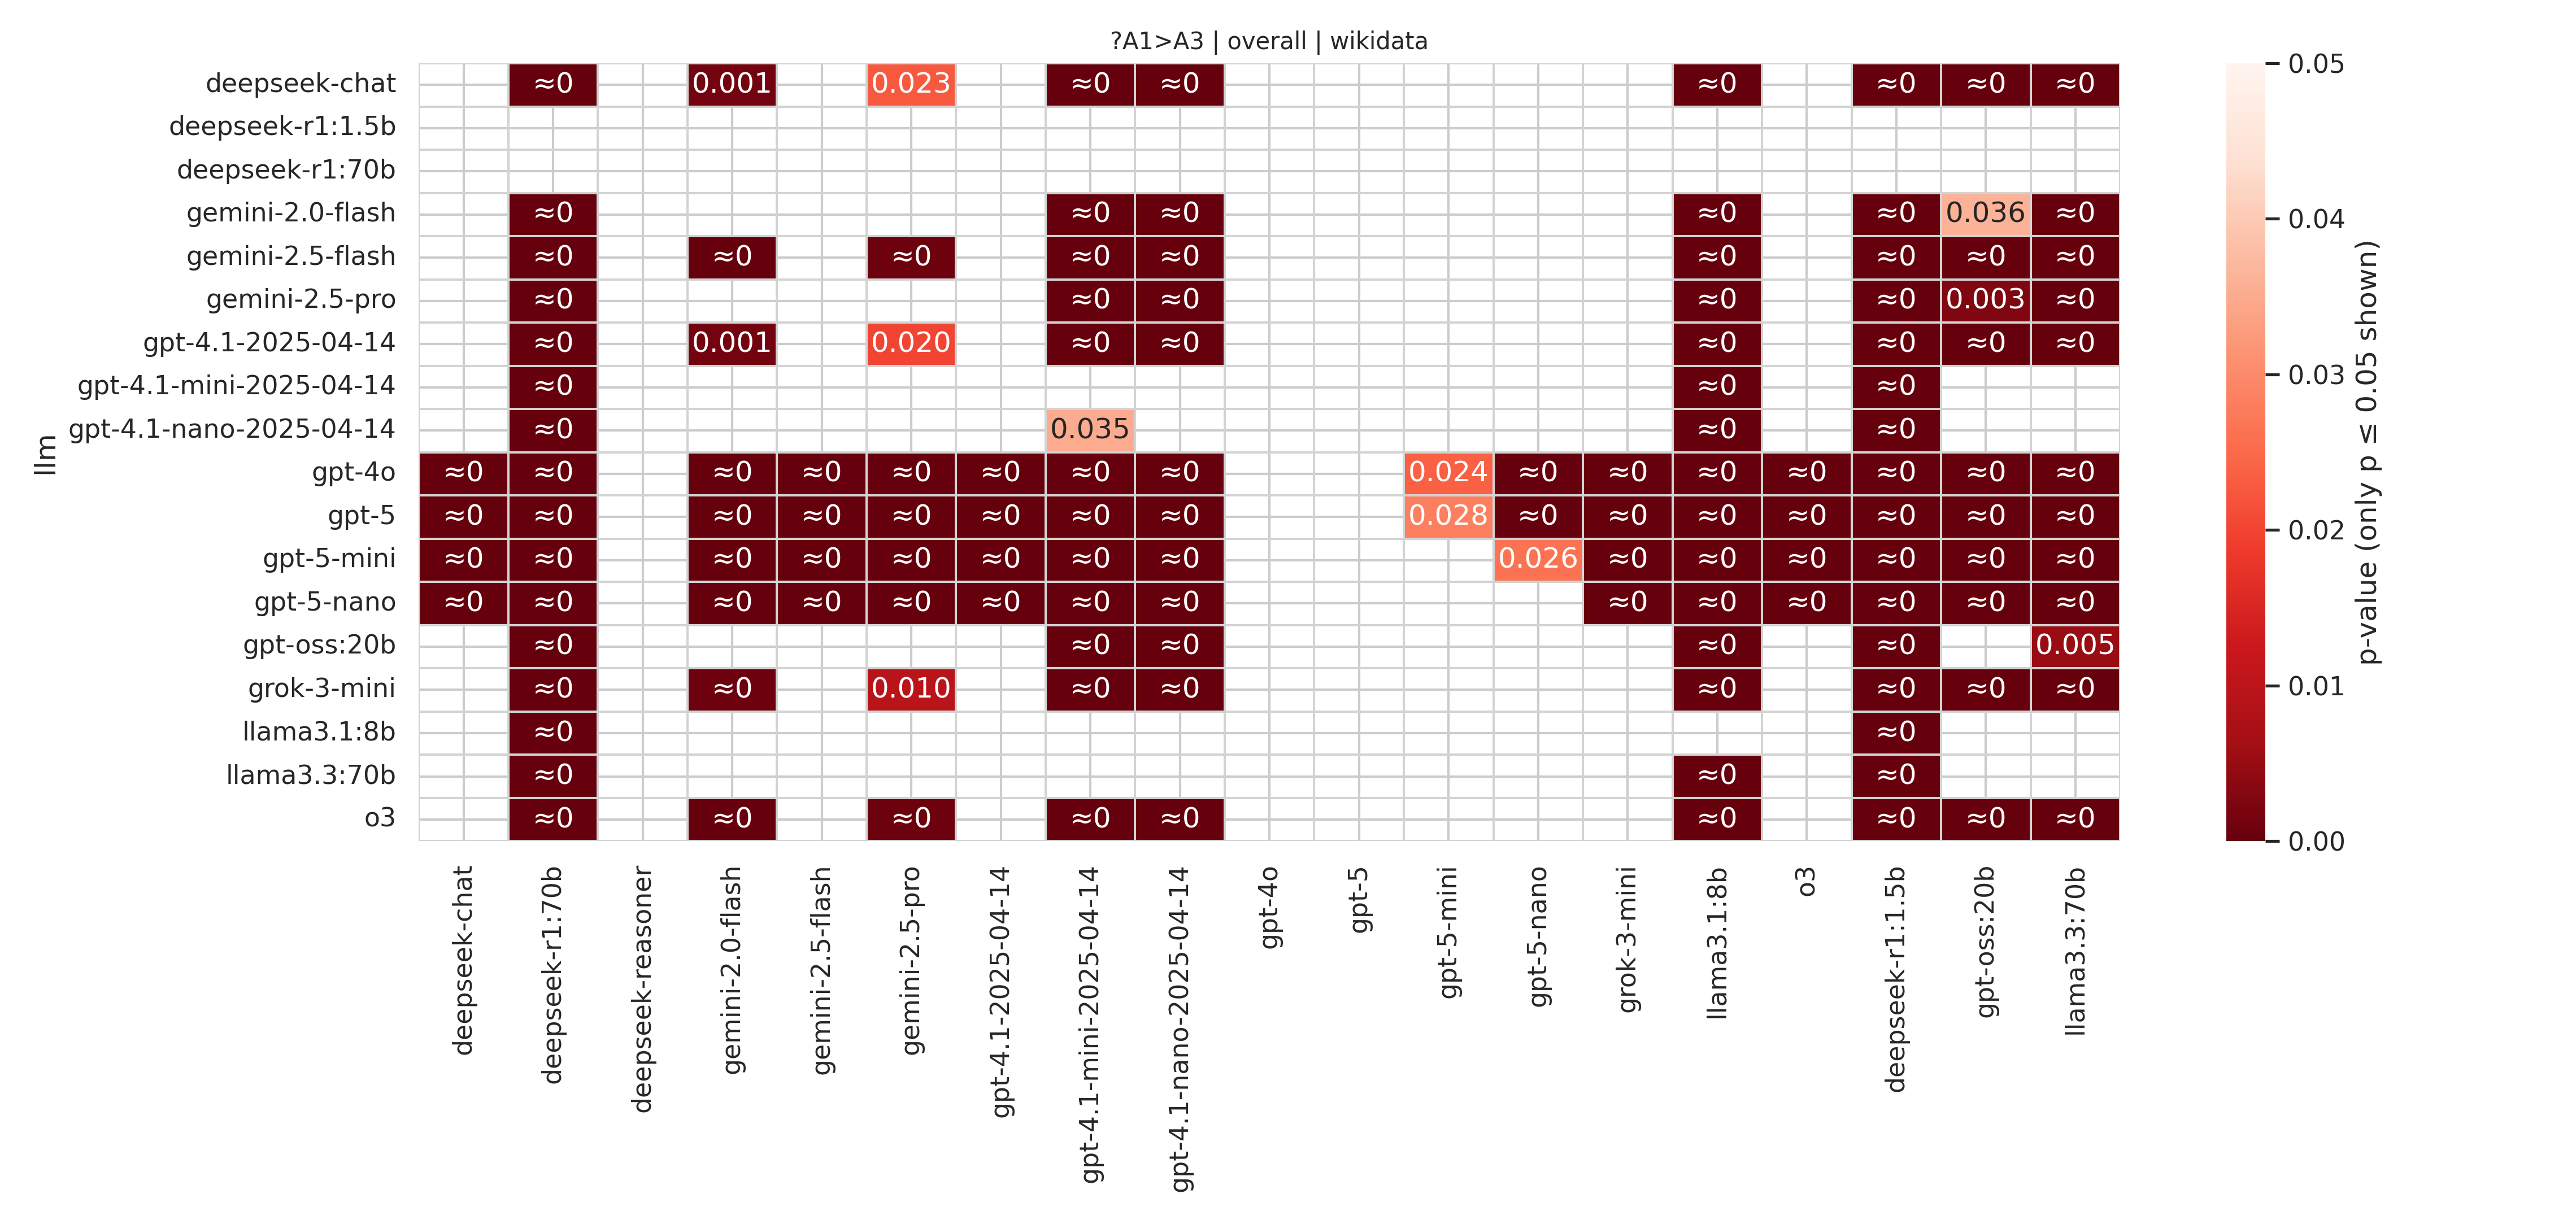 ?A1>A3 | overall | wikidata
deepseek-chat ≈0 0.001 0.023 ≈0 ≈0 ≈0 ≈0 ≈0 ≈0
deepseek-r1:1.5b
deepseek-r1:70b
gemini-2.0-flash ≈0 ≈0 ≈0 ≈0 ≈0 0.036 ≈0
gemini-2.5-flash ≈0 ≈0 ≈0 ≈0 ≈0 ≈0 ≈0 ≈0 ≈0
gemini-2.5-pro ≈0 ≈0 ≈0 ≈0 ≈0 0.003 ≈0
gpt-4.1-2025-04-14 ≈0 0.001 0.020 ≈0 ≈0 ≈0 ≈0 ≈0 ≈0
gpt-4.1-mini-2025-04-14 ≈0 ≈0 ≈0
gpt-4.1-nano-2025-04-14 ≈0 0.035 ≈0 ≈0
gpt-4o ≈0 ≈0 ≈0 ≈0 ≈0 ≈0 ≈0 ≈0 0.024 ≈0 ≈0 ≈0 ≈0 ≈0 ≈0 ≈0
gpt-5 ≈0 ≈0 ≈0 ≈0 ≈0 ≈0 ≈0 ≈0 0.028 ≈0 ≈0 ≈0 ≈0 ≈0 ≈0 ≈0
gpt-5-mini ≈0 ≈0 ≈0 ≈0 ≈0 ≈0 ≈0 ≈0 0.026 ≈0 ≈0 ≈0 ≈0 ≈0 ≈0
gpt-5-nano ≈0 ≈0 ≈0 ≈0 ≈0 ≈0 ≈0 ≈0 ≈0 ≈0 ≈0 ≈0 ≈0 ≈0
gpt-oss:20b ≈0 ≈0 ≈0 ≈0 ≈0 0.005
grok-3-mini ≈0 ≈0 0.010 ≈0 ≈0 ≈0 ≈0 ≈0 ≈0
llama3.1:8b ≈0 ≈0
llama3.3:70b ≈0 ≈0 ≈0
o3 ≈0 ≈0 ≈0 ≈0 ≈0 ≈0 ≈0 ≈0 ≈0
llm
deepseek-chat
deepseek-r1:70b
deepseek-reasoner
gemini-2.0-flash
gemini-2.5-flash
gemini-2.5-pro
gpt-4.1-2025-04-14
gpt-4.1-mini-2025-04-14
gpt-4.1-nano-2025-04-14
gpt-4o
gpt-5
gpt-5-mini
gpt-5-nano
grok-3-mini
llama3.1:8b
o3
deepseek-r1:1.5b
gpt-oss:20b
llama3.3:70b
0.05
0.04
0.03
0.02
0.01
0.00
p-value (only p ≤ 0.05 shown)